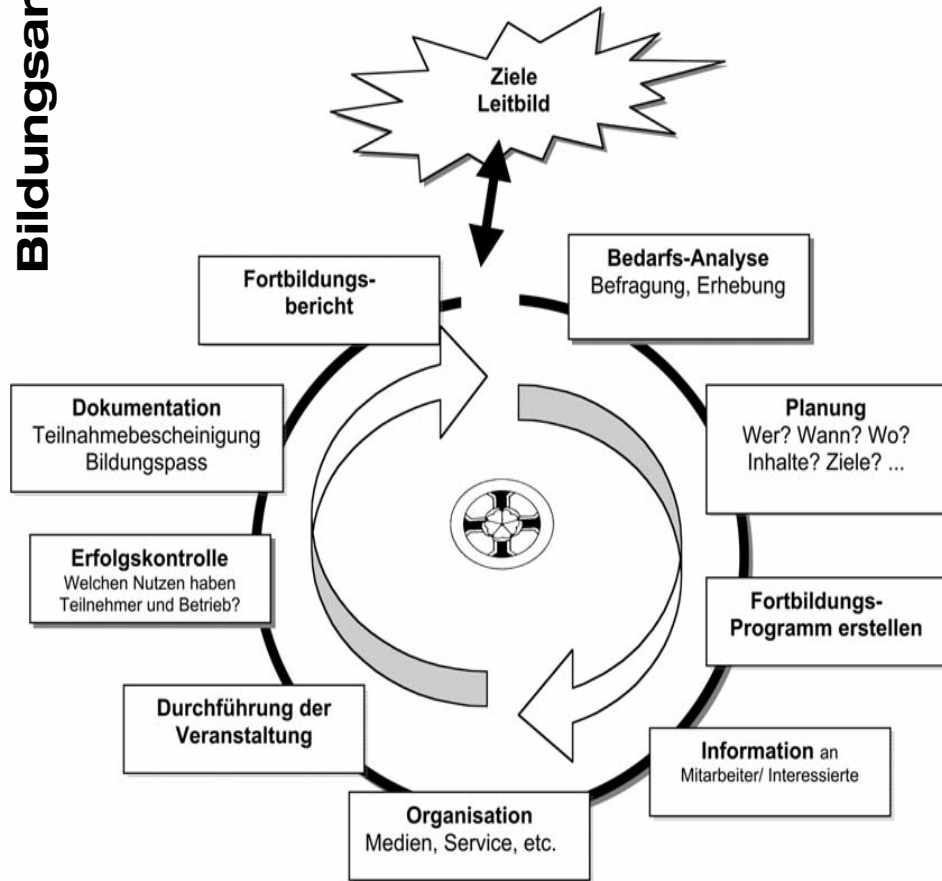 Ziele
Leitbild
Bedarfs-Analyse
Befragung, Erhebung
Planung
Wer? Wann? Wo?
Inhalte? Ziele? ...
Fortbildungs-
Programm erstellen
Information an
Mitarbeiter/ Interessierte
Organisation
Medien, Service, etc.
Durchführung der
Veranstaltung
Erfolgskontrolle
Welchen Nutzen haben
Teilnehmer und Betrieb?
Dokumentation
Teilnahmebescheinigung
Bildungspass
Fortbildungs-
bericht